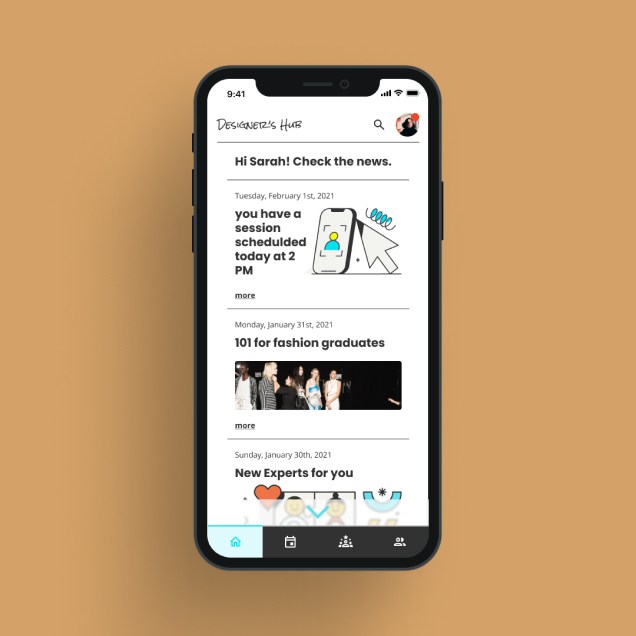 9:41
Designer's Hub
Hi Sarah! Check the news.
Tuesday, February 1st, 2021
you have a
session
schedulded
today at 2
PM
more
Monday, January 31st, 2021
101 for fashion graduates
more
Sunday, January 30th, 2021
New Experts for you